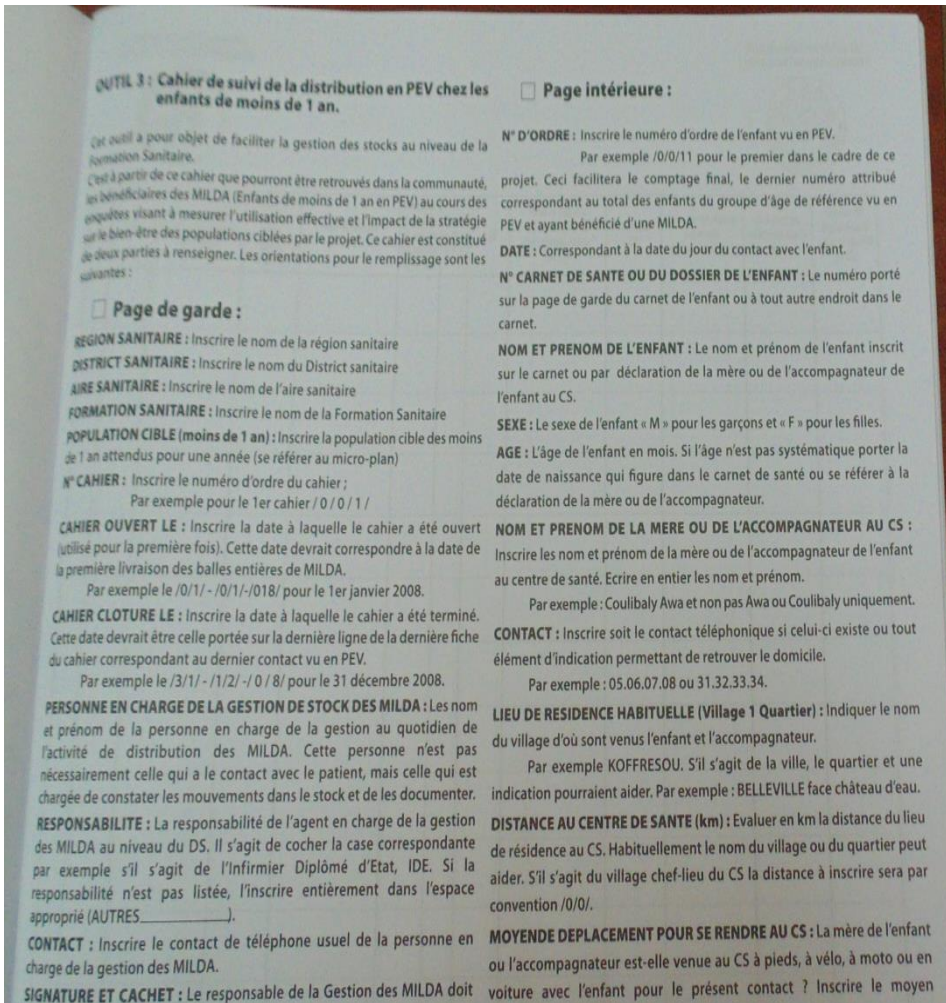 OUTIL 3 : Cahier de suivi de la distribution en PEV chez les
enfants de moins de 1 an.
Cet outil a pour objet de faciliter la gestion des stocks au niveau de la
Formation Sanitaire.
C'est à partir de ce cahier que pourront être retrouvés dans la communauté,
les bénéficiaires des MILDA (Enfants de moins de 1 an en PEV) au cours des
enquêtes visant à mesurer l'utilisation effective et l'impact de la stratégie
sur le bien-être des populations ciblées par le projet. Ce cahier est constitué
de deux parties à renseigner. Les orientations pour le remplissage sont les
suivantes :
Page de garde :
REGION SANITAIRE : Inscrire le nom de la région sanitaire
DISTRICT SANITAIRE : Inscrire le nom du District sanitaire
AIRE SANITAIRE : Inscrire le nom de l'aire sanitaire
FORMATION SANITAIRE : Inscrire le nom de la Formation Sanitaire
POPULATION CIBLE (moins de 1 an) : Inscrire la population cible des moins
de 1 an attendus pour une année (se référer au micro-plan)
N° CAHIER : Inscrire le numéro d'ordre du cahier ;
Par exemple pour le 1er cahier / 0 / 0 / 1 /
CAHIER OUVERT LE : Inscrire la date à laquelle le cahier a été ouvert
(utilisé pour la première fois). Cette date devrait correspondre à la date de
la première livraison des balles entières de MILDA.
Par exemple le /0/1/ - /0/1/-/018/ pour le 1er janvier 2008.
CAHIER CLOTURE LE : Inscrire la date à laquelle le cahier a été terminé.
Cette date devrait être celle portée sur la dernière ligne de la dernière fiche
du cahier correspondant au dernier contact vu en PEV.
Par exemple le /3/1/ - /1/2/ -/ 0 / 8/ pour le 31 décembre 2008.
PERSONNE EN CHARGE DE LA GESTION DE STOCK DES MILDA : Les nom
et prénom de la personne en charge de la gestion au quotidien de
l'activité de distribution des MILDA. Cette personne n'est pas
nécessairement celle qui a le contact avec le patient, mais celle qui est
chargée de constater les mouvements dans le stock et de les documenter.
RESPONSABILITE : La responsabilité de l'agent en charge de la gestion
des MILDA au niveau du DS. Il s'agit de cocher la case correspondante
par exemple s'il s'agit de l'Infirmier Diplômé d'Etat, IDE. Si la
responsabilité n'est pas listée, l'inscrire entièrement dans l'espace
approprié (AUTRES____________).
CONTACT : Inscrire le contact de téléphone usuel de la personne en
charge de la gestion des MILDA.
SIGNATURE ET CACHET : Le responsable de la Gestion des MILDA doit
Page intérieure :
N° D'ORDRE : Inscrire le numéro d'ordre de l'enfant vu en PEV.
Par exemple /0/0/11 pour le premier dans le cadre de ce
projet. Ceci facilitera le comptage final, le dernier numéro attribué
correspondant au total des enfants du groupe d'âge de référence vu en
PEV et ayant bénéficié d'une MILDA.
DATE : Correspondant à la date du jour du contact avec l'enfant.
N° CARNET DE SANTE OU DU DOSSIER DE L'ENFANT : Le numéro porté
sur la page de garde du carnet de l'enfant ou à tout autre endroit dans le
carnet.
NOM ET PRENOM DE L'ENFANT : Le nom et prénom de l'enfant inscrit
sur le carnet ou par déclaration de la mère ou de l'accompagnateur de
l'enfant au CS.
SEXE : Le sexe de l'enfant « M » pour les garçons et « F » pour les filles.
AGE : L'âge de l'enfant en mois. Si l'âge n'est pas systématique porter la
date de naissance qui figure dans le carnet de santé ou se référer à la
déclaration de la mère ou de l'accompagnateur.
NOM ET PRENOM DE LA MERE OU DE L'ACCOMPAGNATEUR AU CS :
Inscrire les nom et prénom de la mère ou de l'accompagnateur de l'enfant
au centre de santé. Ecrire en entier les nom et prénom.
Par exemple : Coulibaly Awa et non pas Awa ou Coulibaly uniquement.
CONTACT : Inscrire soit le contact téléphonique si celui-ci existe ou tout
élément d'indication permettant de retrouver le domicile.
Par exemple : 05.06.07.08 ou 31.32.33.34.
LIEU DE RESIDENCE HABITUELLE (Village 1 Quartier) : Indiquer le nom
du village d'où sont venus l'enfant et l'accompagnateur.
Par exemple KOFFRESOU. S'il s'agit de la ville, le quartier et une
indication pourraient aider. Par exemple : BELLEVILLE face château d'eau.
DISTANCE AU CENTRE DE SANTE (km) : Evaluer en km la distance du lieu
de résidence au CS. Habituellement le nom du village ou du quartier peut
aider. S'il s'agit du village chef-lieu du CS la distance à inscrire sera par
convention /0/0/.
MOYENDE DEPLACEMENT POUR SE RENDRE AU CS : La mère de l'enfant
ou l'accompagnateur est-elle venue au CS à pieds, à vélo, à moto ou en
voiture avec l'enfant pour le présent contact ? Inscrire le moyen